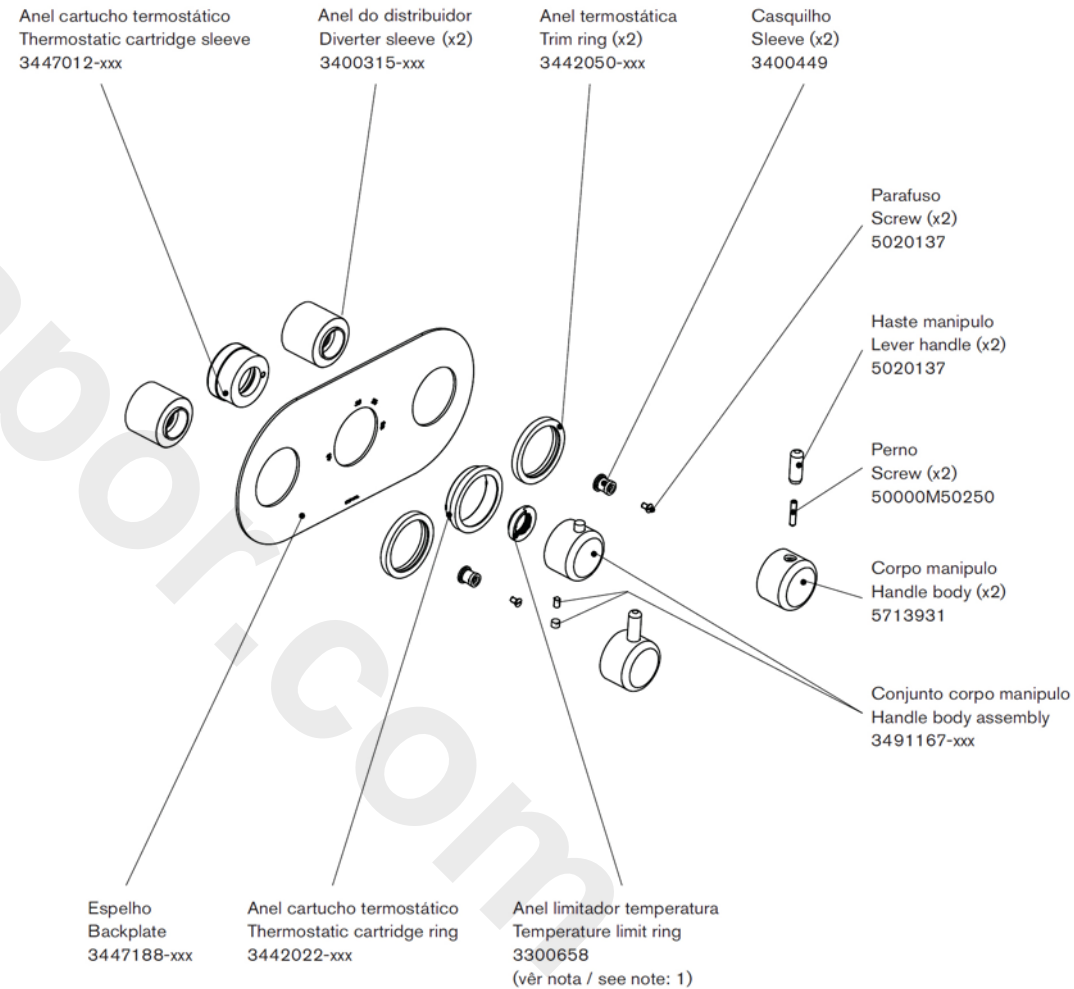 Anel cartucho termostático
Thermostatic cartridge sleeve
3447012-xxx
Anel do distribuidor
Diverter sleeve (x2)
3400315-xxx
Anel termostática
Trim ring (x2)
3442050-xxx
Casquilho
Sleeve (x2)
3400449
Parafuso
Screw (x2)
5020137
Haste manipulo
Lever handle (x2)
5020137
Perno
Screw (x2)
50000M50250
Corpo manipulo
Handle body (x2)
5713931
Conjunto corpo manipulo
Handle body assembly
3491167-xxx
Espelho
Backplate
3447188-xxx
Anel cartucho termostático
Thermostatic cartridge ring
3442022-xxx
Anel limitador temperatura
Temperature limit ring
3300658
(vêr nota / see note: 1)
por.com